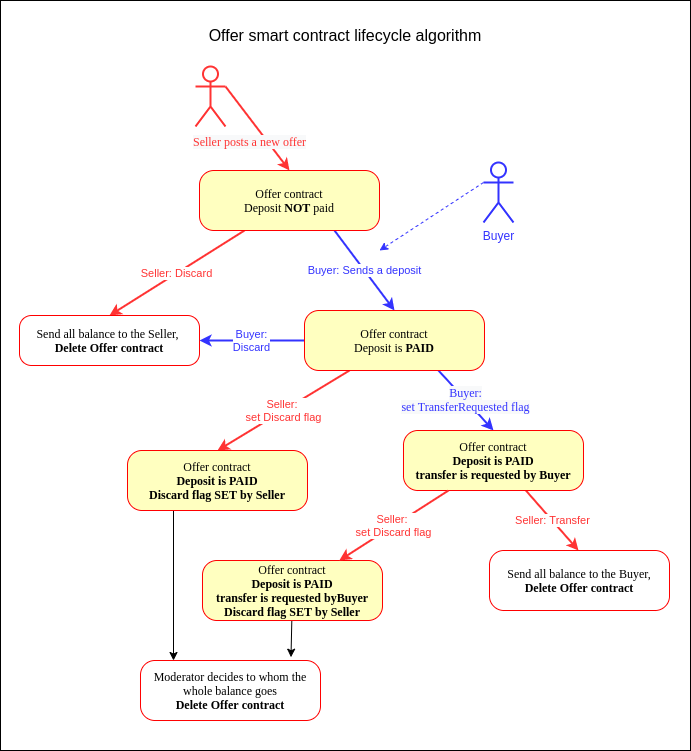 Offer smart contract lifecycle algorithm
Seller posts a new offer
Offer contract
Deposit NOT paid
Buyer
Seller: Discard
Buyer: Sends a deposit
Send all balance to the Seller,
Delete Offer contract
Buyer:
Discard
Offer contract
Deposit is PAID
Seller:
set Discard flag
Buyer:
set TransferRequested flag
Offer contract
Deposit is PAID
Discard flag SET by Seller
Offer contract
Deposit is PAID
transfer is requested by Buyer
Seller:
set Discard flag
Seller: Transfer
Offer contract
Deposit is PAID
transfer is requested byBuyer
Discard flag SET by Seller
Send all balance to the Buyer,
Delete Offer contract
Moderator decides to whom the
whole balance goes
Delete Offer contract